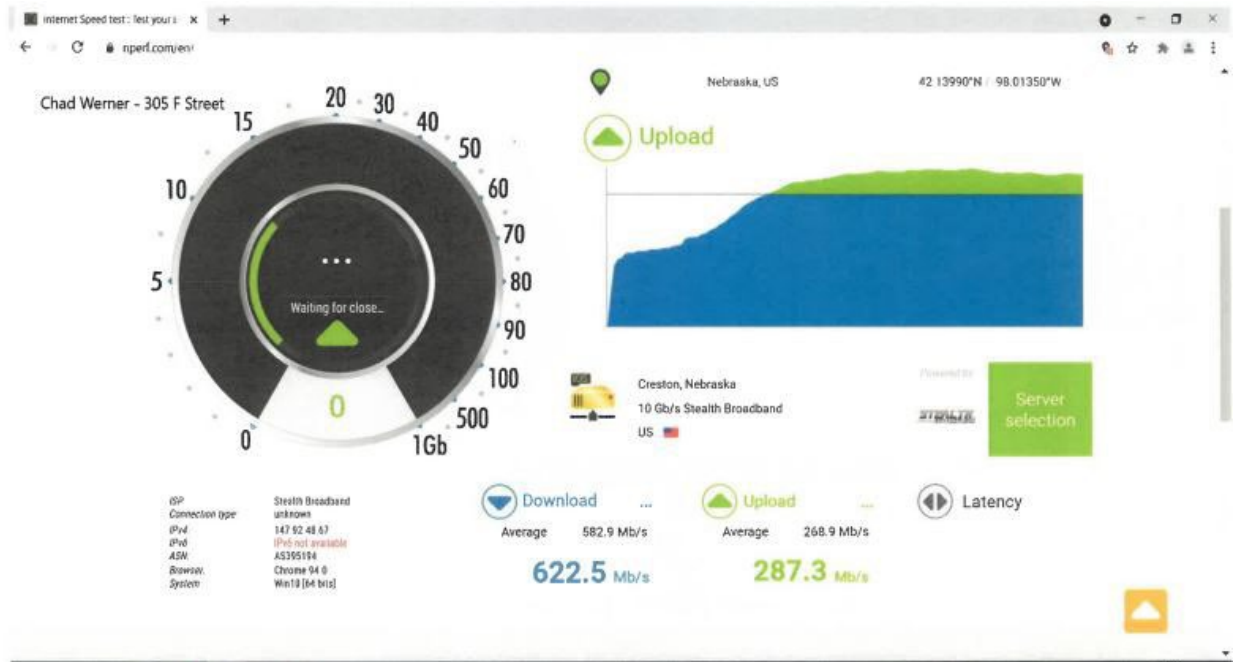 internet Speed test : Test your s
nperf.com/en/
Chad Werner - 305 F Street
0
5
10
15
20
30
40
50
60
70
80
90
100
500
1Gb
...
Waiting for close...
0
Nebraska, US
42.13990°N / 98.01350°W
Upload
Creston, Nebraska
10 Gb/s Stealth Broadband
US
Powered by
STEALTH
Server
selection
ISP Stealth Broadband
Connection type unknown
IPv4 147 92 48 67
IPv6 IPv6 not available
ASN. AS395194
Browser. Chrome 94 0
System Win10 [64 bits]
Download ...
Average 582.9 Mb/s
622.5 Mb/s
Upload ...
Average 268.9 Mb/s
287.3 Mb/s
Latency